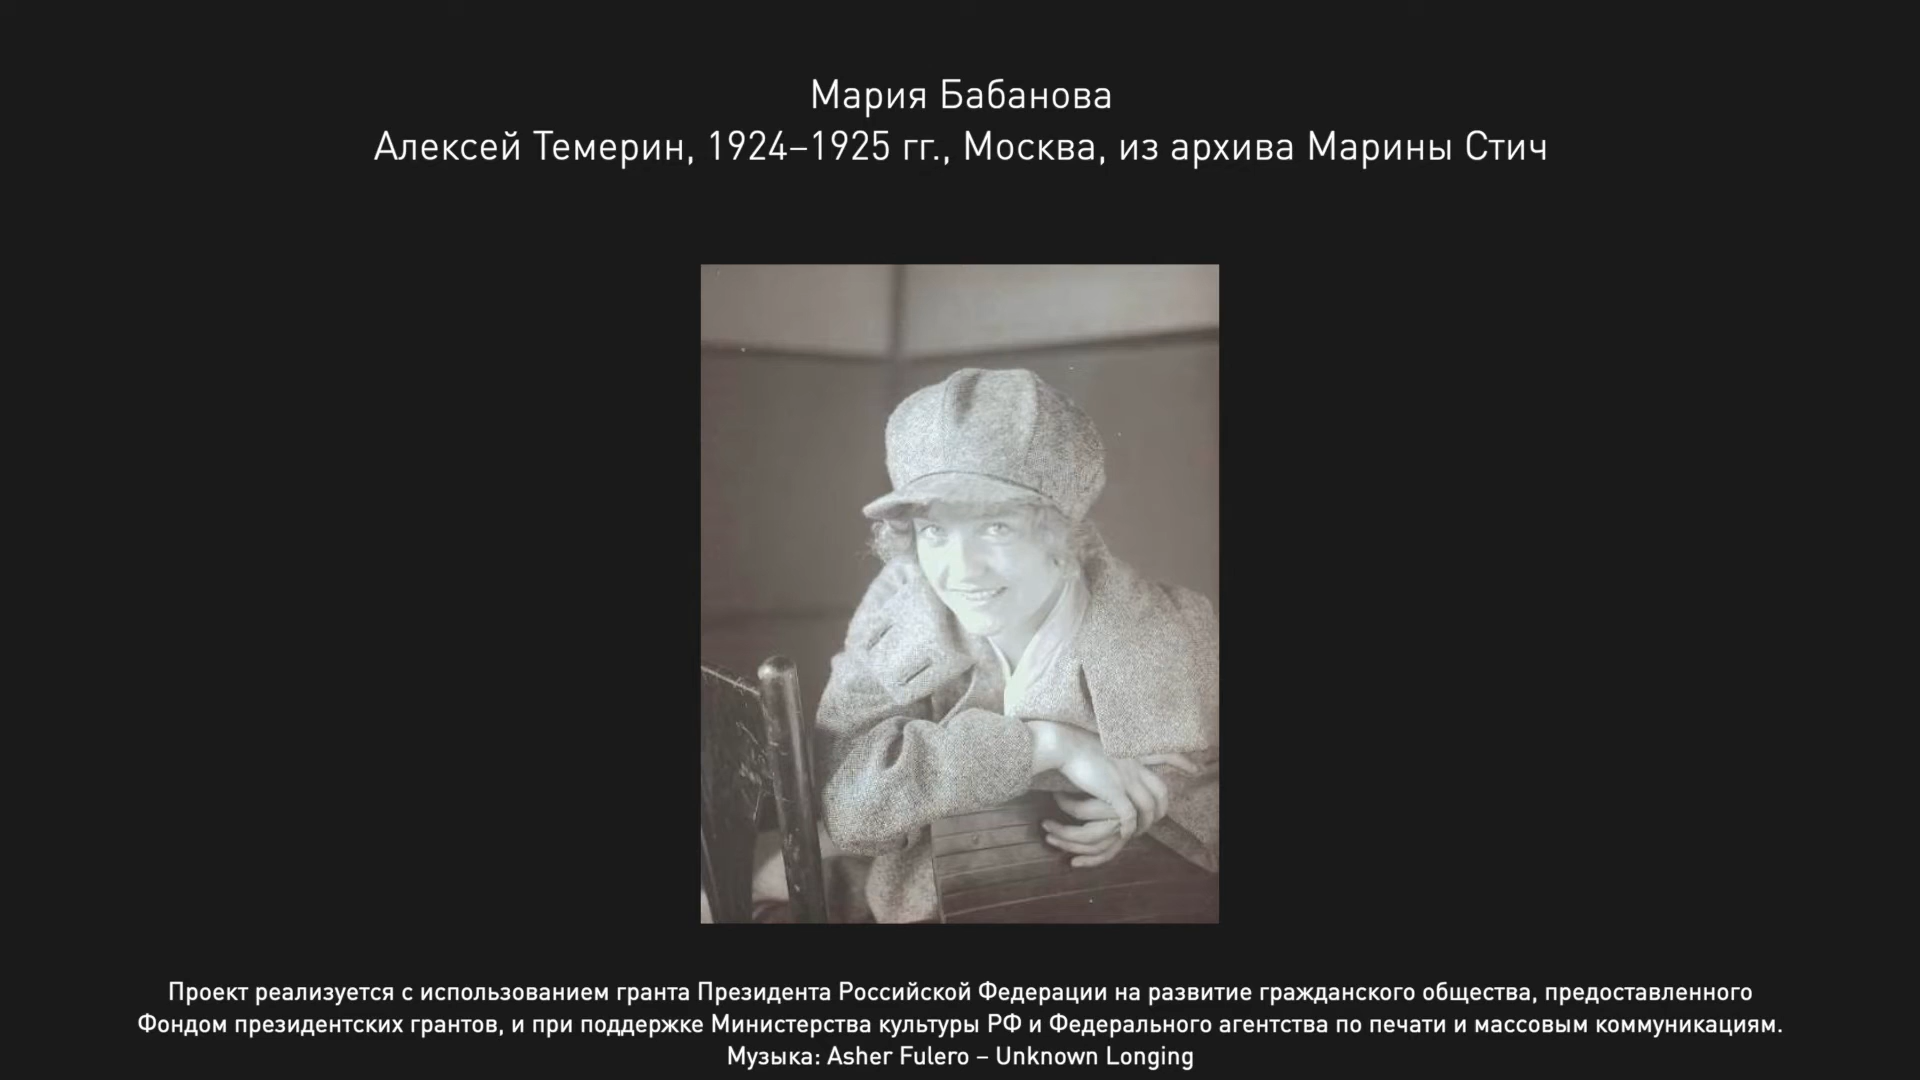 Мария Бабанова
Алексей Темерин, 1924–1925 гг., Москва, из архива Марины Стич
Проект реализуется с использованием гранта Президента Российской Федерации на развитие гражданского общества, предоставленного
Фондом президентских грантов, и при поддержке Министерства культуры РФ и Федерального агентства по печати и массовым коммуникациям.
Музыка: Asher Fulero – Unknown Longing